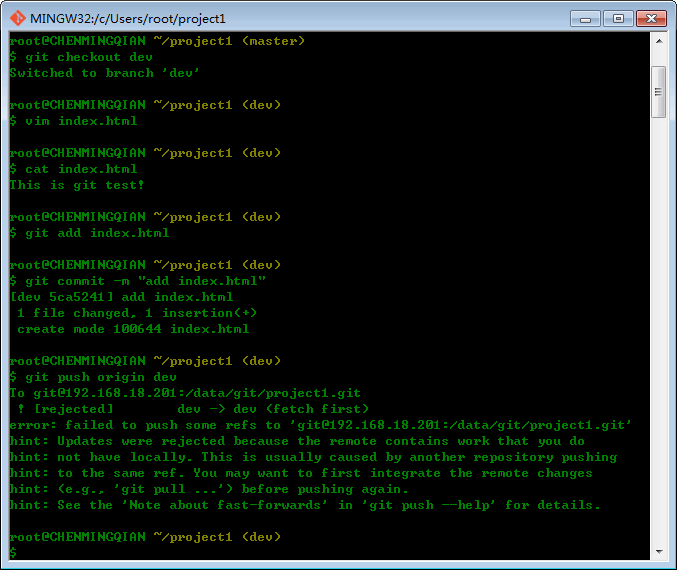 MINGW32:/c/Users/root/project1
root@CHENMINGQIAN ~/project1 (master)
$ git checkout dev
Switched to branch 'dev'
root@CHENMINGQIAN ~/project1 (dev)
$ vim index.html
root@CHENMINGQIAN ~/project1 (dev)
$ cat index.html
This is git test!
root@CHENMINGQIAN ~/project1 (dev)
$ git add index.html
root@CHENMINGQIAN ~/project1 (dev)
$ git commit -m "add index.html"
[dev 5ca5241] add index.html
 1 file changed, 1 insertion(+)
 create mode 100644 index.html
root@CHENMINGQIAN ~/project1 (dev)
$ git push origin dev
To git@192.168.18.201:/data/git/project1.git
 ! [rejected]        dev -> dev (fetch first)
error: failed to push some refs to 'git@192.168.18.201:/data/git/project1.git'
hint: Updates were rejected because the remote contains work that you do
hint: not have locally. This is usually caused by another repository pushing
hint: to the same ref. You may want to first integrate the remote changes
hint: (e.g., 'git pull ...') before pushing again.
hint: See the 'Note about fast-forwards' in 'git push --help' for details.
root@CHENMINGQIAN ~/project1 (dev)
$